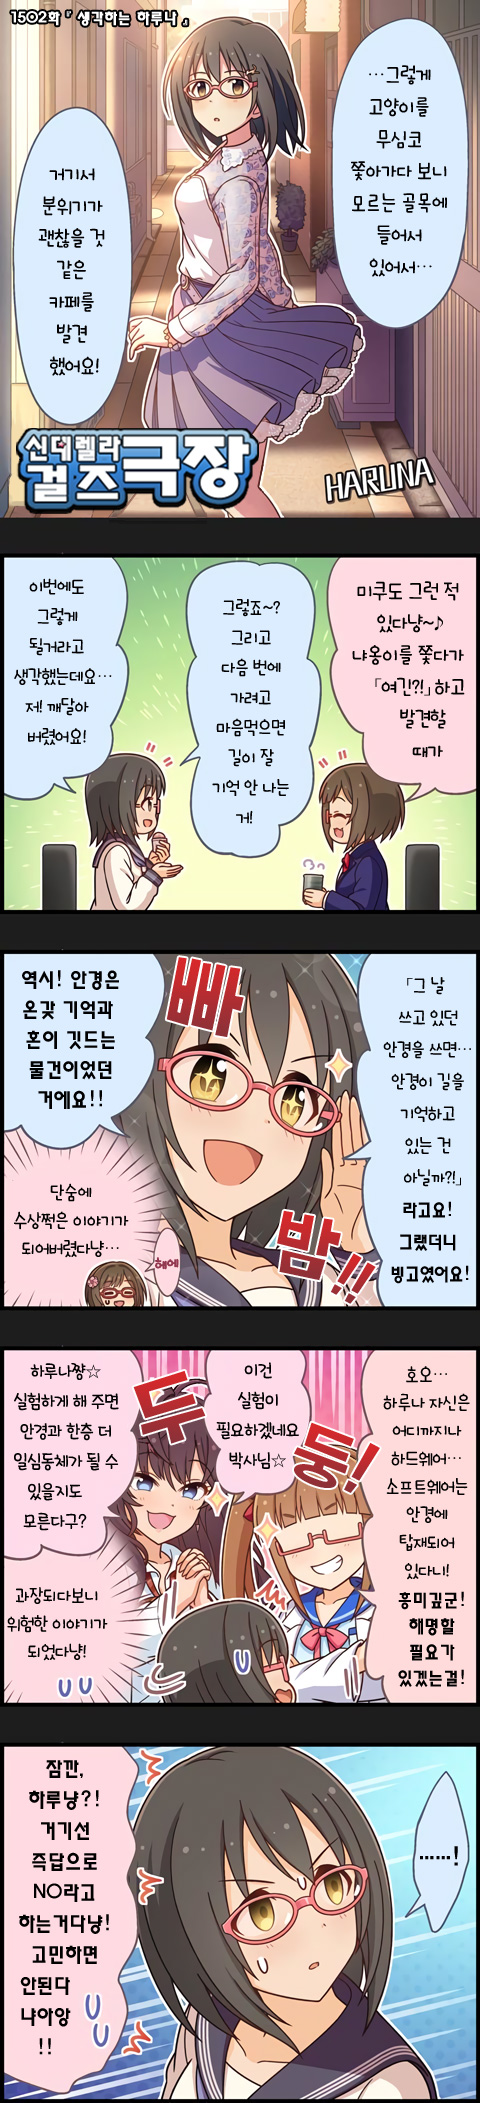 1502화 『 생각하는 하루나 』
…그렇게
고양이를
무심코
쫓아가다 보니
모르는 골목에
들어서
있어서…
거기서
분위기가
괜찮을 것
같은
카페를
발견
했어요!
신데렐라
걸즈극장
HARUNA
미쿠도 그런 적
있다냥~♪
냐옹이를 쫓다가
「여긴?!」하고
발견할
때가
그렇죠~?
그리고
다음 번에
가려고
마음먹으면
길이 잘
기억 안 나는
거!
이번에도
그렇게
될거라고
생각했는데요…
저! 깨달아
버렸어요!
「그 날
쓰고 있던
안경을 쓰면…
안경이 길을
기억하고
있는 건
아닐까?!」
라고요!
그랬더니
빙고였어요!
빠
밤!!
역시! 안경은
온갖 기억과
혼이 깃드는
물건이었던
거에요!!
단숨에
수상쩍은 이야기가
되어버렸다냥…
헤에
호오…
하루나 자신은
어디까지나
하드웨어…
소프트웨어는
안경에
탑재되어
있다니!
흥미깊군!
해명할
필요가
있겠는걸!
이건
실험이
필요하겠네요
박사님☆
두
둥!
하루나쨩☆
실험하게 해 주면
안경과 한층 더
일심동체가 될 수
있을지도
모른다구?
과장되다보니
위험한 이야기가
되었다냥!
……!
잠깐,
하루냥?!
거기선
즉답으로
NO라고
하는거다냥!
고민하면
안된다
냐아앙
!!